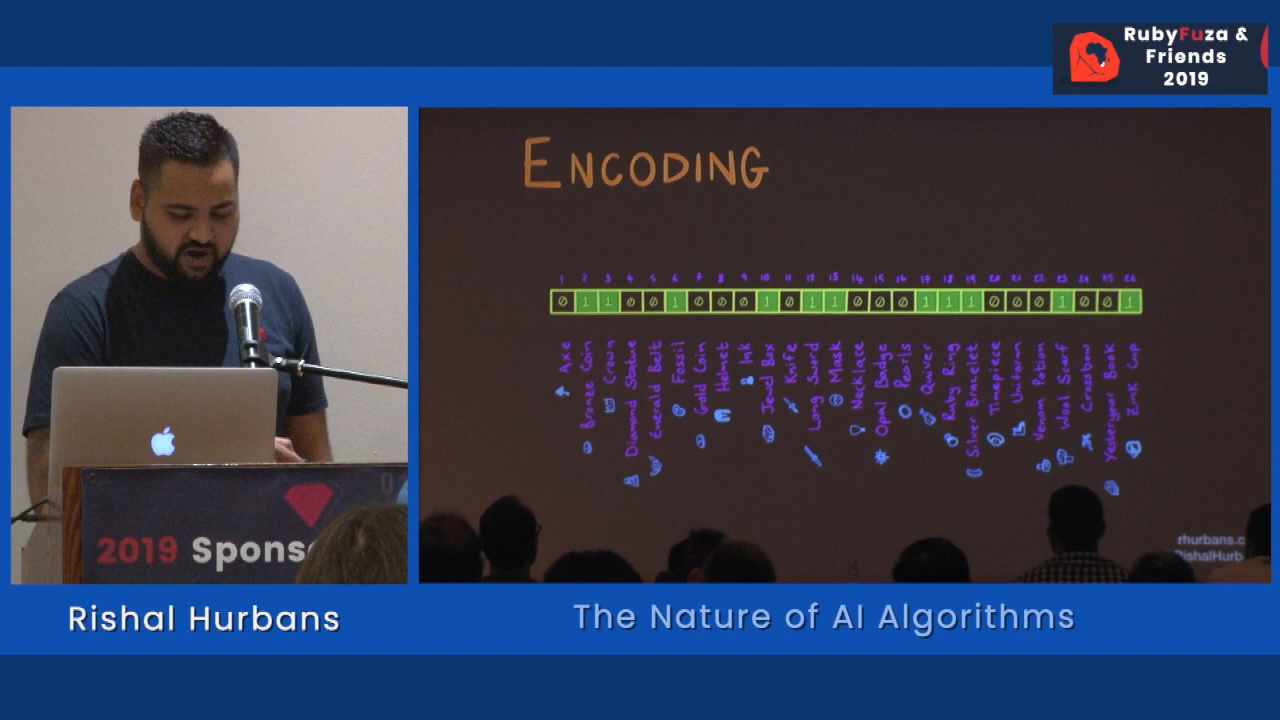 RubyFuza &
Friends
2019
ENCODING
1 2 3 4 5 6 7 8 9 10 11 12 13 14 15 16 17 18 19 20 21 22 23 24 25 26
0 1 1 0 0 1 0 0 0 1 0 1 1 0 0 0 1 1 1 0 0 0 1 0 0 1
Axe
Bronze Coin
Crown
Diamond Statue
Emerald Belt
Fossil
Gold Coin
Helmet
Ink
Jewel Box
Knife
Long Sword
Mask
Necklace
Opal Badge
Pearls
Quiver
Ruby Ring
Silver Bracelet
Timepiece
Uniform
Venom Potion
Wool Scarf
Crossbow
Yesteryear Book
Zink Cup
rhurbans.c
RishalHurb
2019 Spons
Rishal Hurbans
The Nature of AI Algorithms